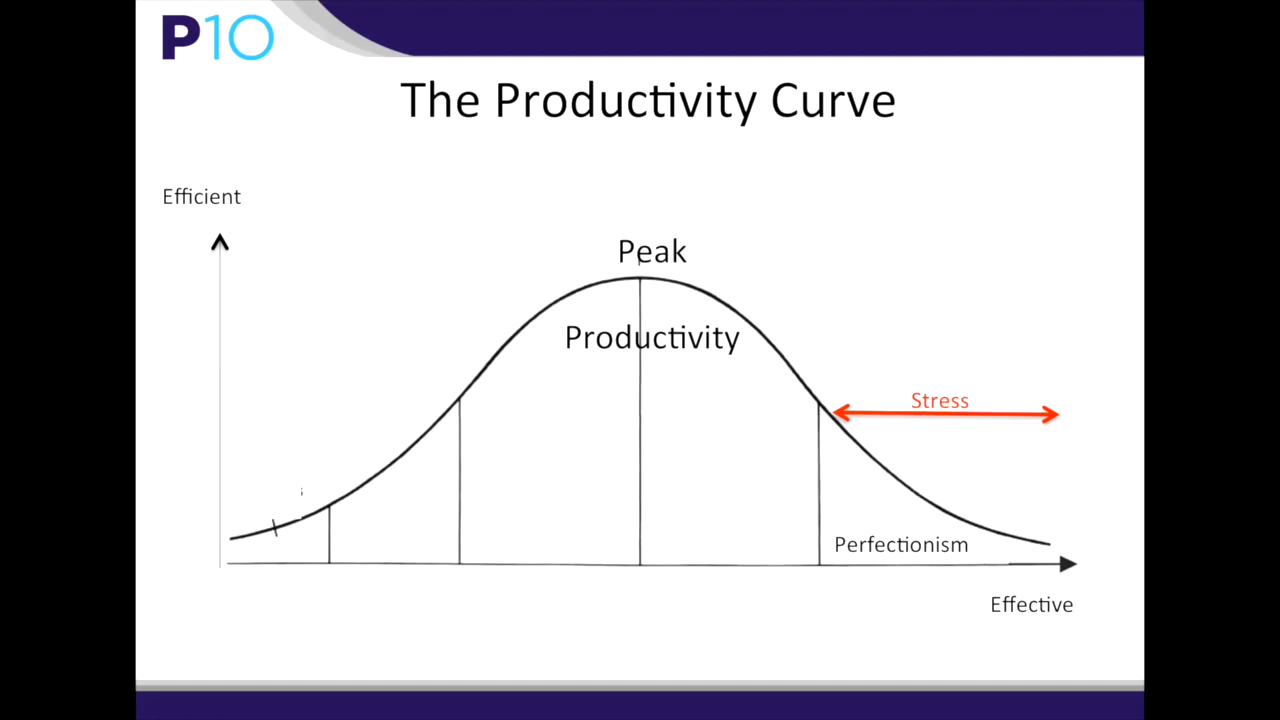 P10
The Productivity Curve
Efficient
Peak
Productivity
Stress
Perfectionism
Effective